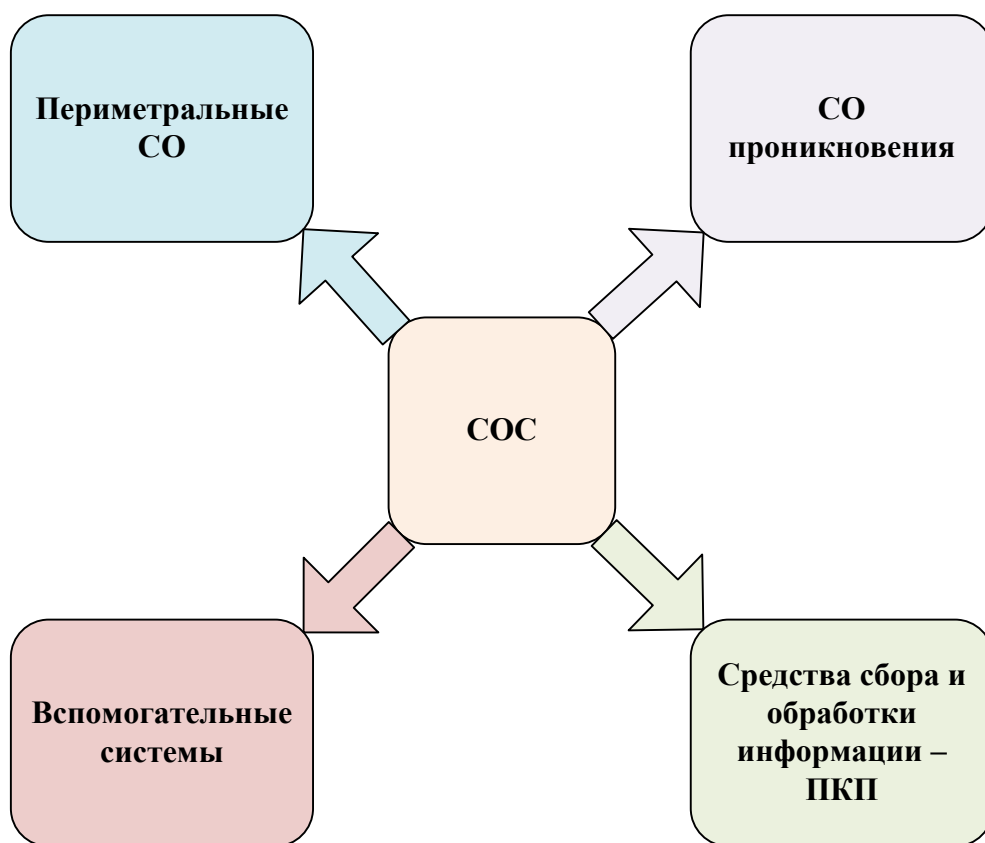 Периметральные
СО
СО
проникновения
СОС
Вспомогательные
системы
Средства сбора и
обработки
информации –
ПКП